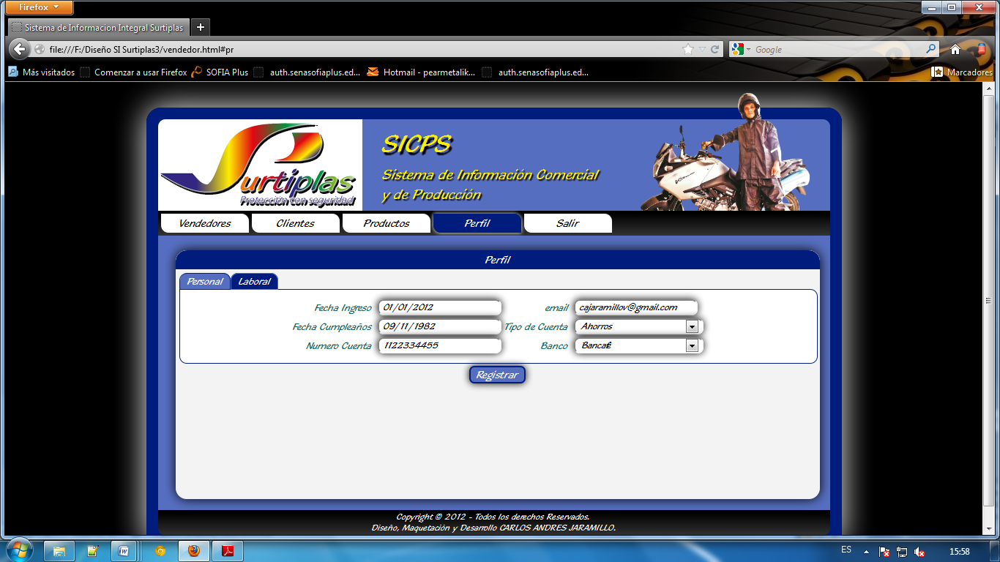 Firefox
Sistema de Informacion Integral Surtiplas
file:///F:/Diseño SI Surtiplas3/vendedor.html#pr
Google
Más visitados Comenzar a usar Firefox SOFIA Plus auth.senasofiaplus.ed... Hotmail - pearmetalik... auth.senasofiaplus.ed... Marcadores
urtiplas
Protección con seguridad
SICPS
Sistema de Información Comercial
y de Producción
Vendedores Clientes Productos Perfil Salir
Perfil
Personal Laboral
Fecha Ingreso 01/01/2012 email cajaramillov@gmail.com
Fecha Cumpleaños 09/11/1982 Tipo de Cuenta Ahorros
Numero Cuenta 1122334455 Banco
Registrar
Copyright © 2012 - Todos los derechos Reservados.
Diseño, Maquetación y Desarrollo CARLOS ANDRES JARAMILLO.
ES 15:58